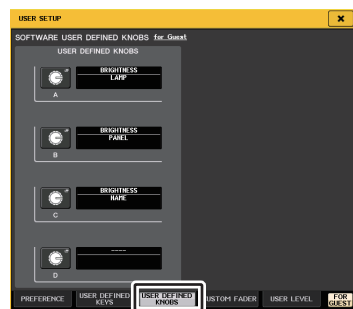 USER SETUP
SOFTWARE USER DEFINED KNOBS for Guest
USER DEFINED KNOBS
BRIGHTNESS
LAMP
A
BRIGHTNESS
PANEL
B
BRIGHTNESS
NAME
C
----
D
PREFERENCE
USER DEFINED
KEYS
USER DEFINED
KNOBS
USTOM FADER
USER LEVEL
FOR
GUEST